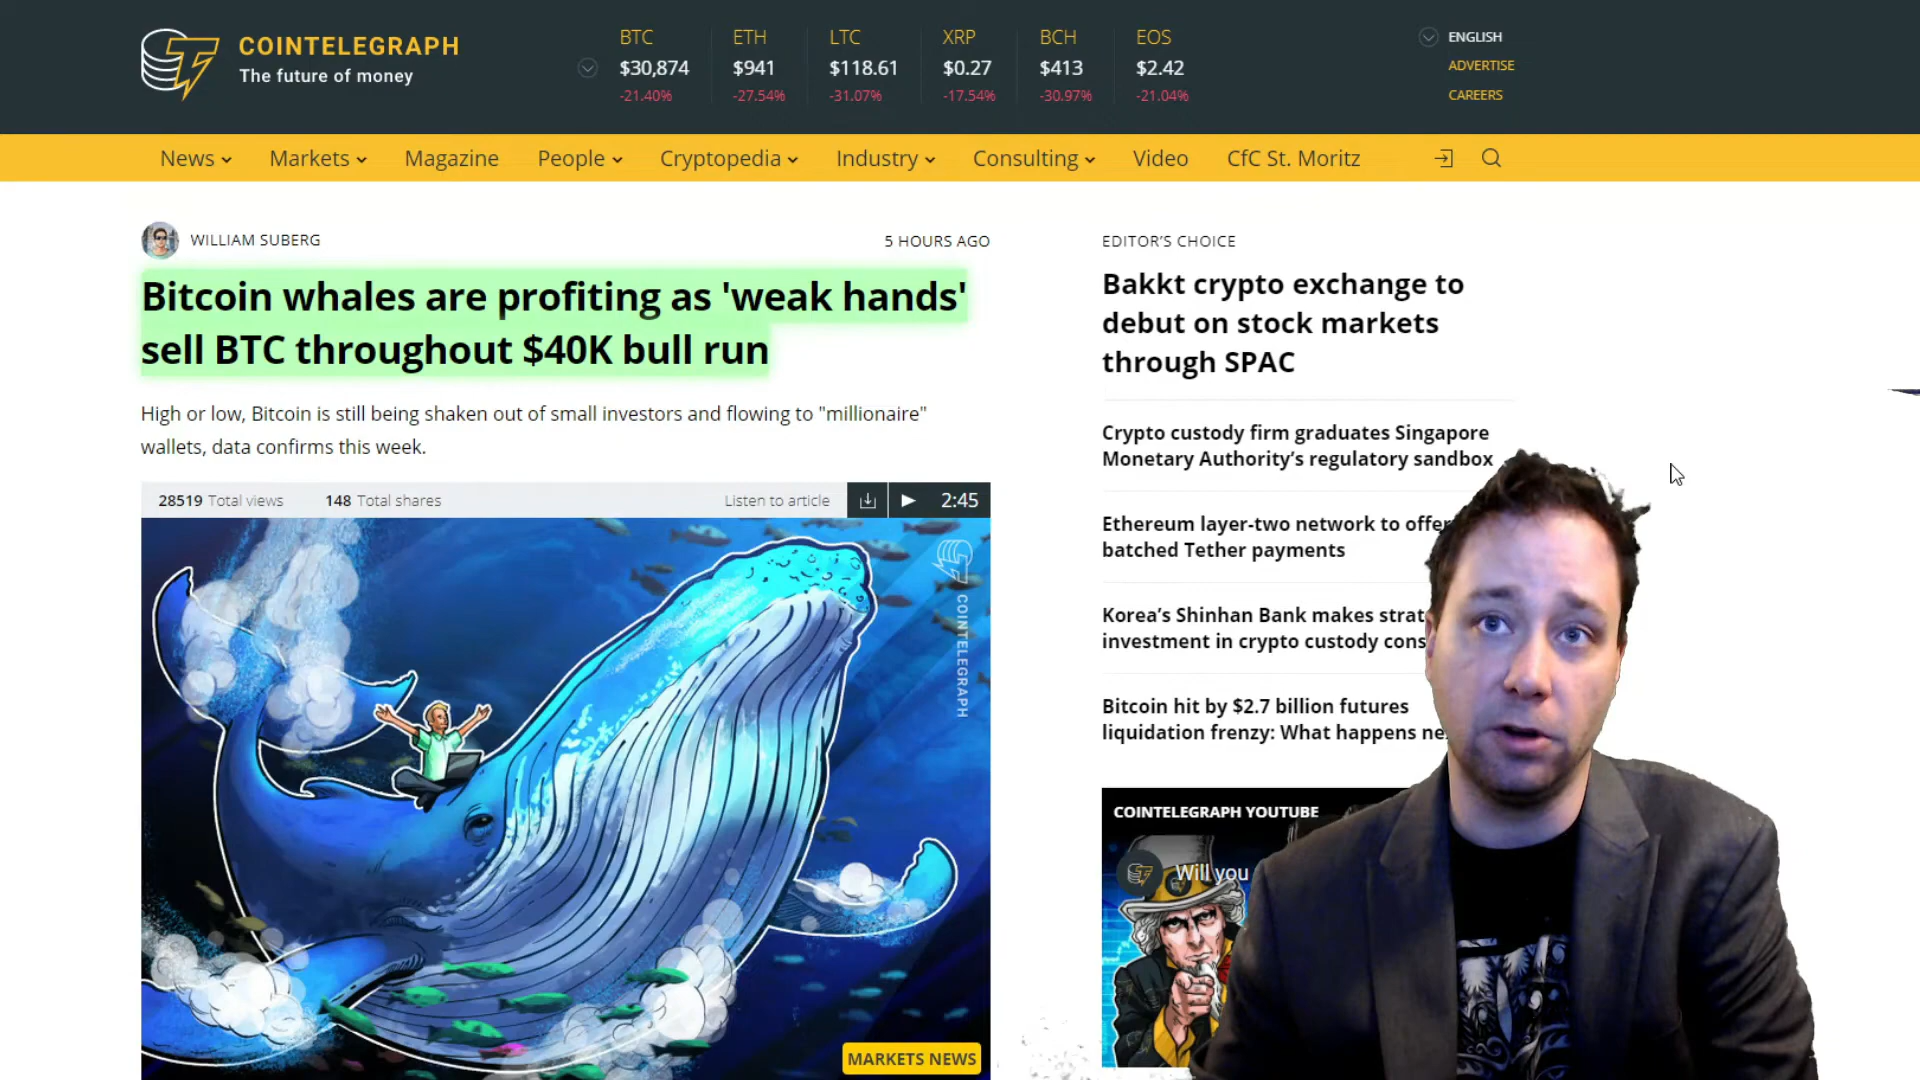 COINTELEGRAPH
The future of money
BTC
$30,874
-21.40%
ETH
$941
-27.54%
LTC
$118.61
-31.07%
XRP
$0.27
-17.54%
BCH
$413
-30.97%
EOS
$2.42
-21.04%
ENGLISH
ADVERTISE
CAREERS
News Markets Magazine People Cryptopedia Industry Consulting Video CfC St. Moritz
WILLIAM SUBERG
5 HOURS AGO
Bitcoin whales are profiting as 'weak hands'
sell BTC throughout $40K bull run
High or low, Bitcoin is still being shaken out of small investors and flowing to "millionaire"
wallets, data confirms this week.
28519 Total views 148 Total shares Listen to article 2:45
COINTELEGRAPH
MARKETS NEWS
EDITOR'S CHOICE
Bakkt crypto exchange to
debut on stock markets
through SPAC
Crypto custody firm graduates Singapore
Monetary Authority's regulatory sandbox
Ethereum layer-two network to offer
batched Tether payments
Korea's Shinhan Bank makes strat
investment in crypto custody cons
Bitcoin hit by $2.7 billion futures
liquidation frenzy: What happens ne
COINTELEGRAPH YOUTUBE
Will you